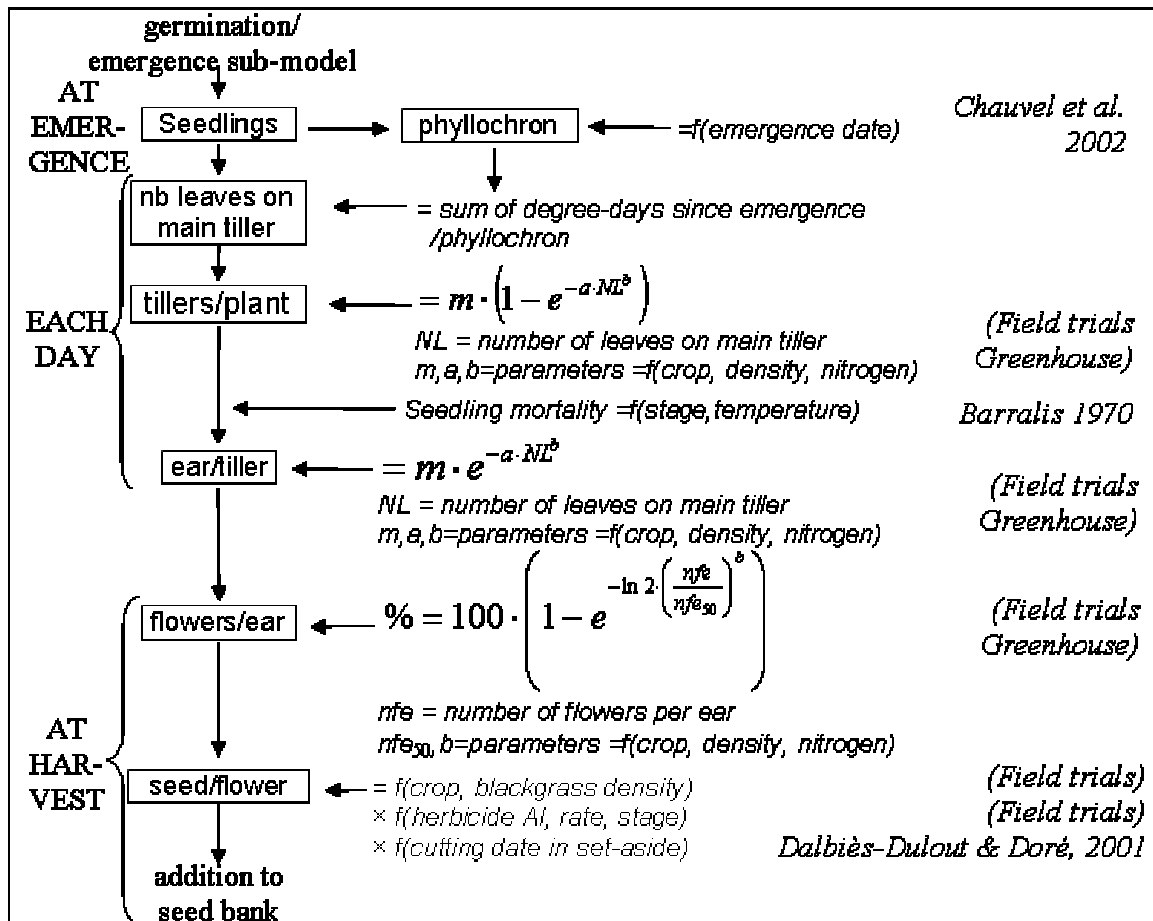 germination/
emergence sub-model
AT
EMER-
GENCE
Seedlings
phyllochron
=f(emergence date)
Chauvel et al.
2002
nb leaves on
main tiller
= sum of degree-days since emergence
/phyllochron
EACH
DAY
tillers/plant
= m · (1 − e^{−a·NL^b})
NL = number of leaves on main tiller
m,a,b=parameters =f(crop, density, nitrogen)
(Field trials
Greenhouse)
Seedling mortality =f(stage,temperature)
Barralis 1970
ear/tiller
= m · e^{−a·NL^b}
NL = number of leaves on main tiller
m,a,b=parameters =f(crop, density, nitrogen)
(Field trials
Greenhouse)
AT
HAR-
VEST
flowers/ear
% = 100 · (1 − e^{−ln 2·(nfe/nfe₅₀)^b})
(Field trials
Greenhouse)
nfe = number of flowers per ear
nfe₅₀,b=parameters =f(crop, density, nitrogen)
seed/flower
= f(crop, blackgrass density)
× f(herbicide AI, rate, stage)
× f(cutting date in set-aside)
(Field trials)
(Field trials)
Dalbiès-Dulout & Doré, 2001
addition to
seed bank